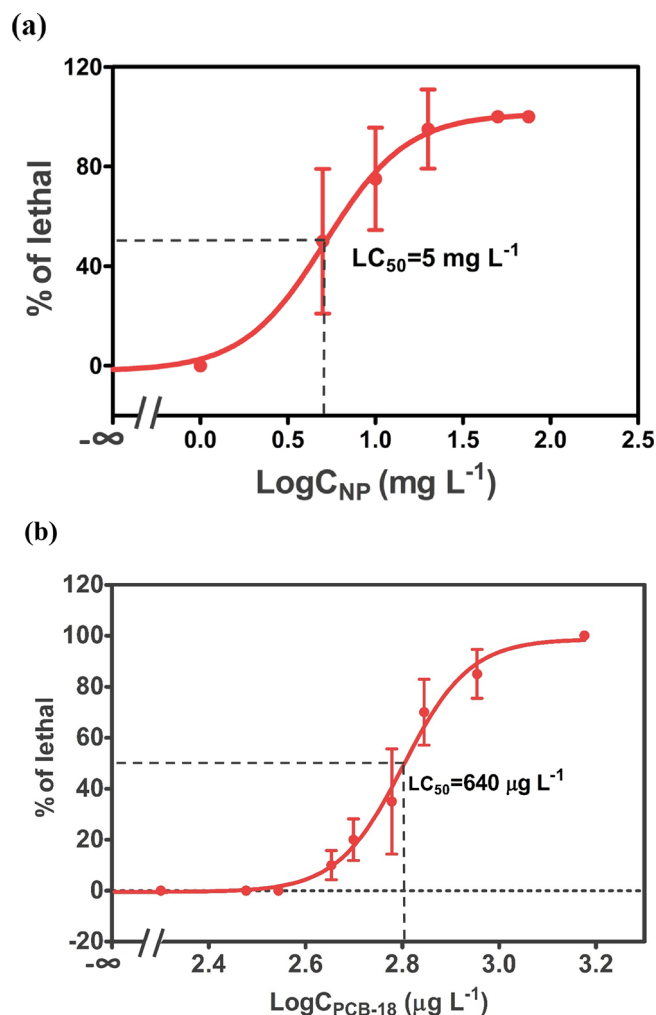 (a)
120
80
40
0
% of lethal
LC50=5 mg L-1
-∞
0.0 0.5 1.0 1.5 2.0 2.5
LogCNP (mg L-1)
(b)
120
100
80
60
40
20
0
-20
% of lethal
LC50=640 µg L-1
-∞
2.4 2.6 2.8 3.0 3.2
LogCPCB-18 (µg L-1)